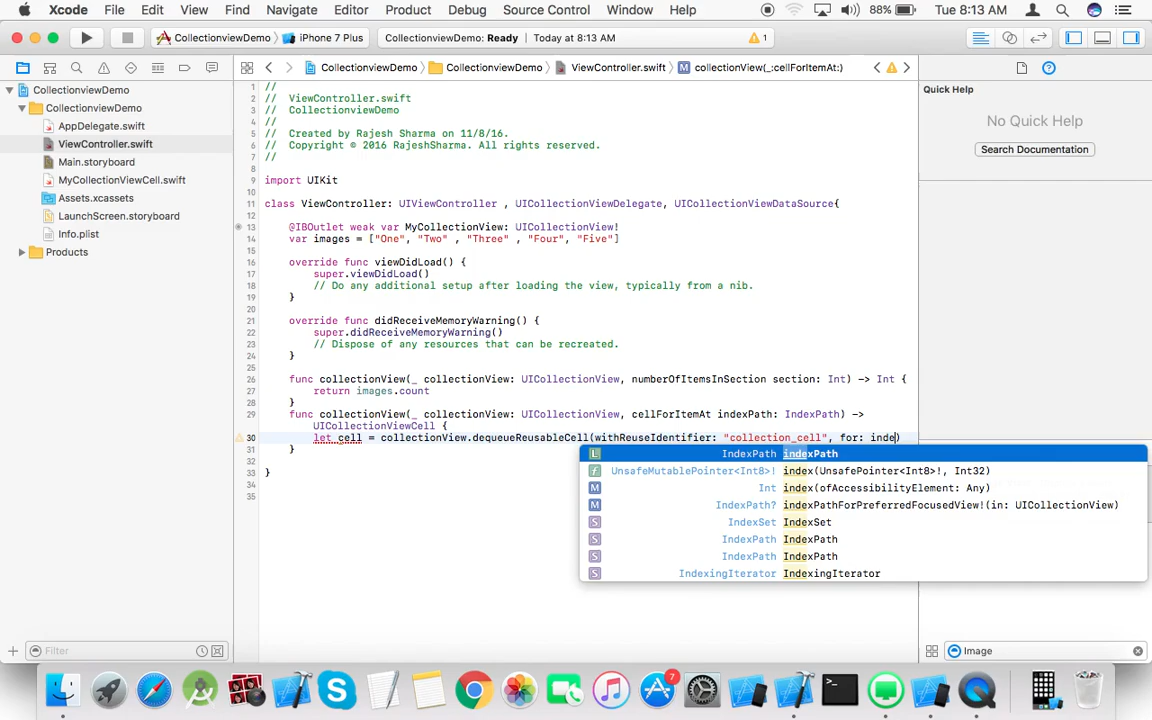 Xcode File Edit View Find Navigate Editor Product Debug Source Control Window Help 88% Tue 8:13 AM
CollectionviewDemo iPhone 7 Plus CollectionviewDemo: Ready Today at 8:13 AM 1
CollectionviewDemo CollectionviewDemo ViewController.swift M collectionView(_:cellForItemAt:)
CollectionviewDemo
CollectionviewDemo
AppDelegate.swift
ViewController.swift
Main.storyboard
MyCollectionViewCell.swift
Assets.xcassets
LaunchScreen.storyboard
Info.plist
Products
1 //
2 // ViewController.swift
3 // CollectionviewDemo
4 //
5 // Created by Rajesh Sharma on 11/8/16.
6 // Copyright © 2016 RajeshSharma. All rights reserved.
7 //
8
9 import UIKit
10
11 class ViewController: UIViewController , UICollectionViewDelegate, UICollectionViewDataSource{
12
13 @IBOutlet weak var MyCollectionView: UICollectionView!
14 var images = ["One", "Two" , "Three" , "Four", "Five"]
15
16 override func viewDidLoad() {
17 super.viewDidLoad()
18 // Do any additional setup after loading the view, typically from a nib.
19 }
20
21 override func didReceiveMemoryWarning() {
22 super.didReceiveMemoryWarning()
23 // Dispose of any resources that can be recreated.
24 }
25
26 func collectionView(_ collectionView: UICollectionView, numberOfItemsInSection section: Int) -> Int {
27 return images.count
28 }
29 func collectionView(_ collectionView: UICollectionView, cellForItemAt indexPath: IndexPath) ->
UICollectionViewCell {
30 let cell = collectionView.dequeueReusableCell(withReuseIdentifier: "collection_cell", for: inde)
31 }
32
33 }
34
35
IndexPath indexPath
UnsafeMutablePointer<Int8>! index(UnsafePointer<Int8>!, Int32)
Int index(ofAccessibilityElement: Any)
IndexPath? indexPathForPreferredFocusedView!(in: UICollectionView)
IndexSet IndexSet
IndexPath IndexPath
IndexPath IndexPath
IndexingIterator IndexingIterator
Quick Help
No Quick Help
Search Documentation
Filter
Image
7